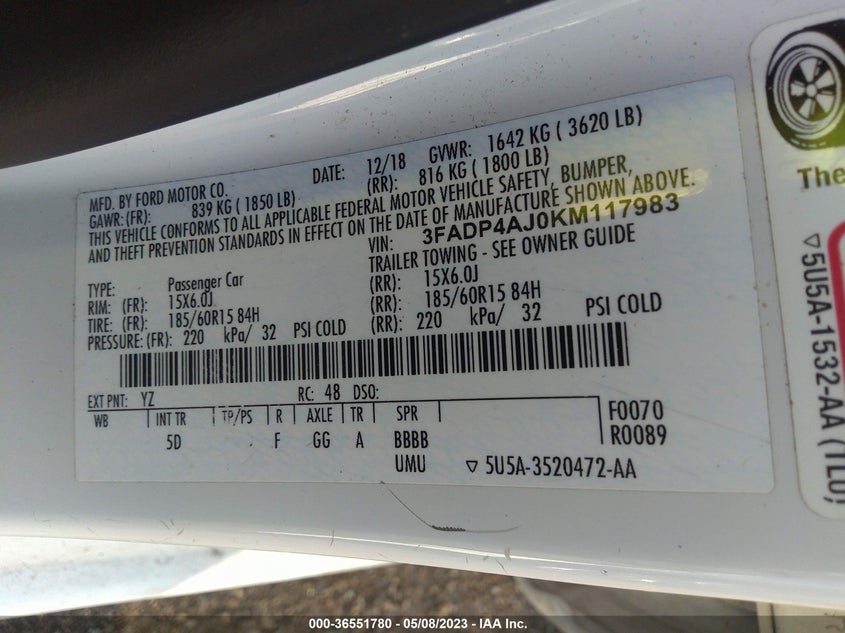 MFD. BY FORD MOTOR CO. DATE: 12/18 GVWR: 1642 KG ( 3620 LB)
GAWR: (FR): 839 KG ( 1850 LB) (RR): 816 KG ( 1800 LB)
THIS VEHICLE CONFORMS TO ALL APPLICABLE FEDERAL MOTOR VEHICLE SAFETY, BUMPER,
AND THEFT PREVENTION STANDARDS IN EFFECT ON THE DATE OF MANUFACTURE SHOWN ABOVE.
VIN: 3FADP4AJ0KM117983
TRAILER TOWING - SEE OWNER GUIDE
TYPE: Passenger Car
RIM: (FR): 15X6.0J (RR): 15X6.0J
TIRE: (FR): 185/60R15 84H (RR): 185/60R15 84H
PRESSURE: (FR): 220 kPa/ 32 PSI COLD (RR): 220 kPa/ 32 PSI COLD
EXT PNT: YZ RC: 48 DSO:
WB INT TR TP/PS R AXLE TR SPR F0070
5D F GG A BBBB R0089
UMU ▽ 5U5A-3520472-AA
The
▽5U5A-1532-AA (TL0)
000-36551780 - 05/08/2023 - IAA Inc.